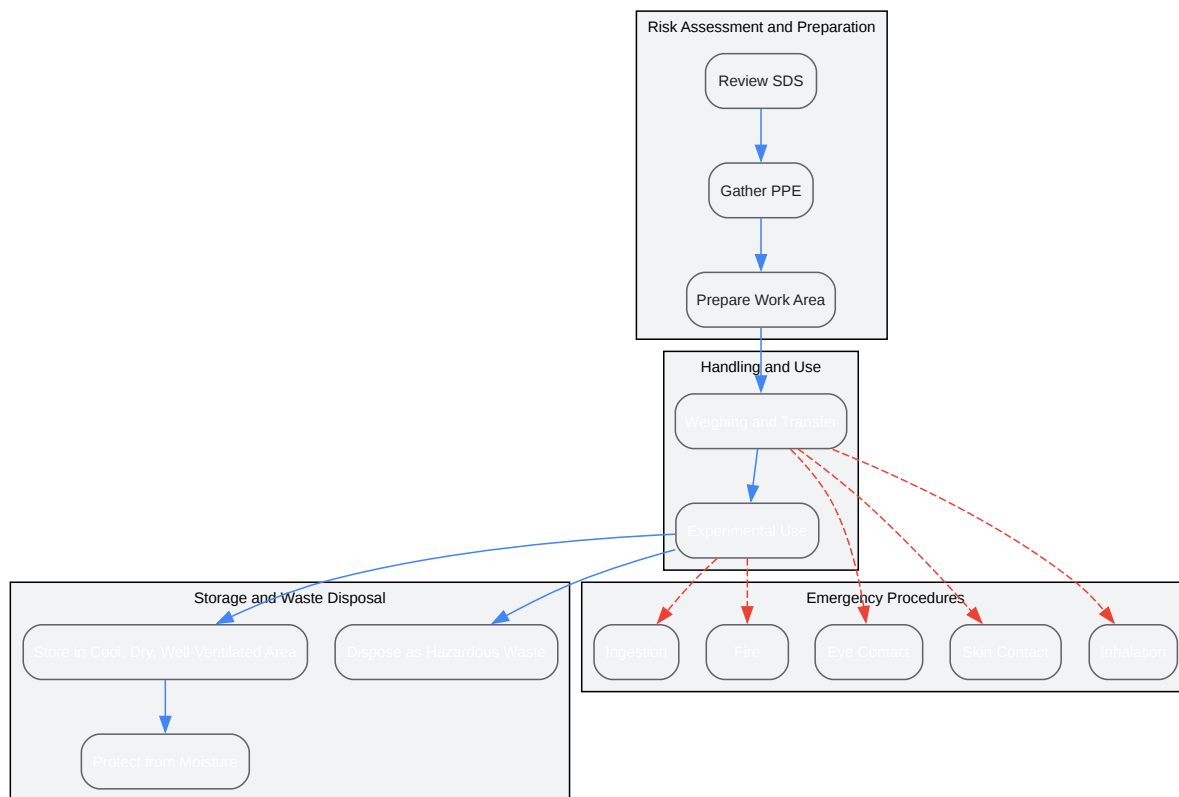 Risk Assessment and Preparation
Review SDS
Gather PPE
Prepare Work Area
Handling and Use
Weighing and Transfer
Experimental Use
Storage and Waste Disposal
Store in Cool, Dry, Well-Ventilated Area
Dispose as Hazardous Waste
Protect from Moisture
Emergency Procedures
Ingestion
Fire
Eye Contact
Skin Contact
Inhalation